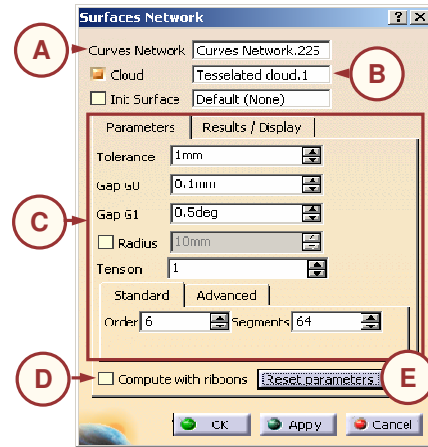 Surfaces Network
A
Curves Network Curves Network.225
Cloud Tesselated cloud.1
B
Init Surface Default (None)
Parameters Results / Display
Tolerance 1mm
Gap G0 0.1mm
C
Gap G1 0.5deg
Radius 10mm
Tension 1
Standard Advanced
Order 6 Segments 64
D
Compute with ribbons Reset parameters
E
OK Apply Cancel